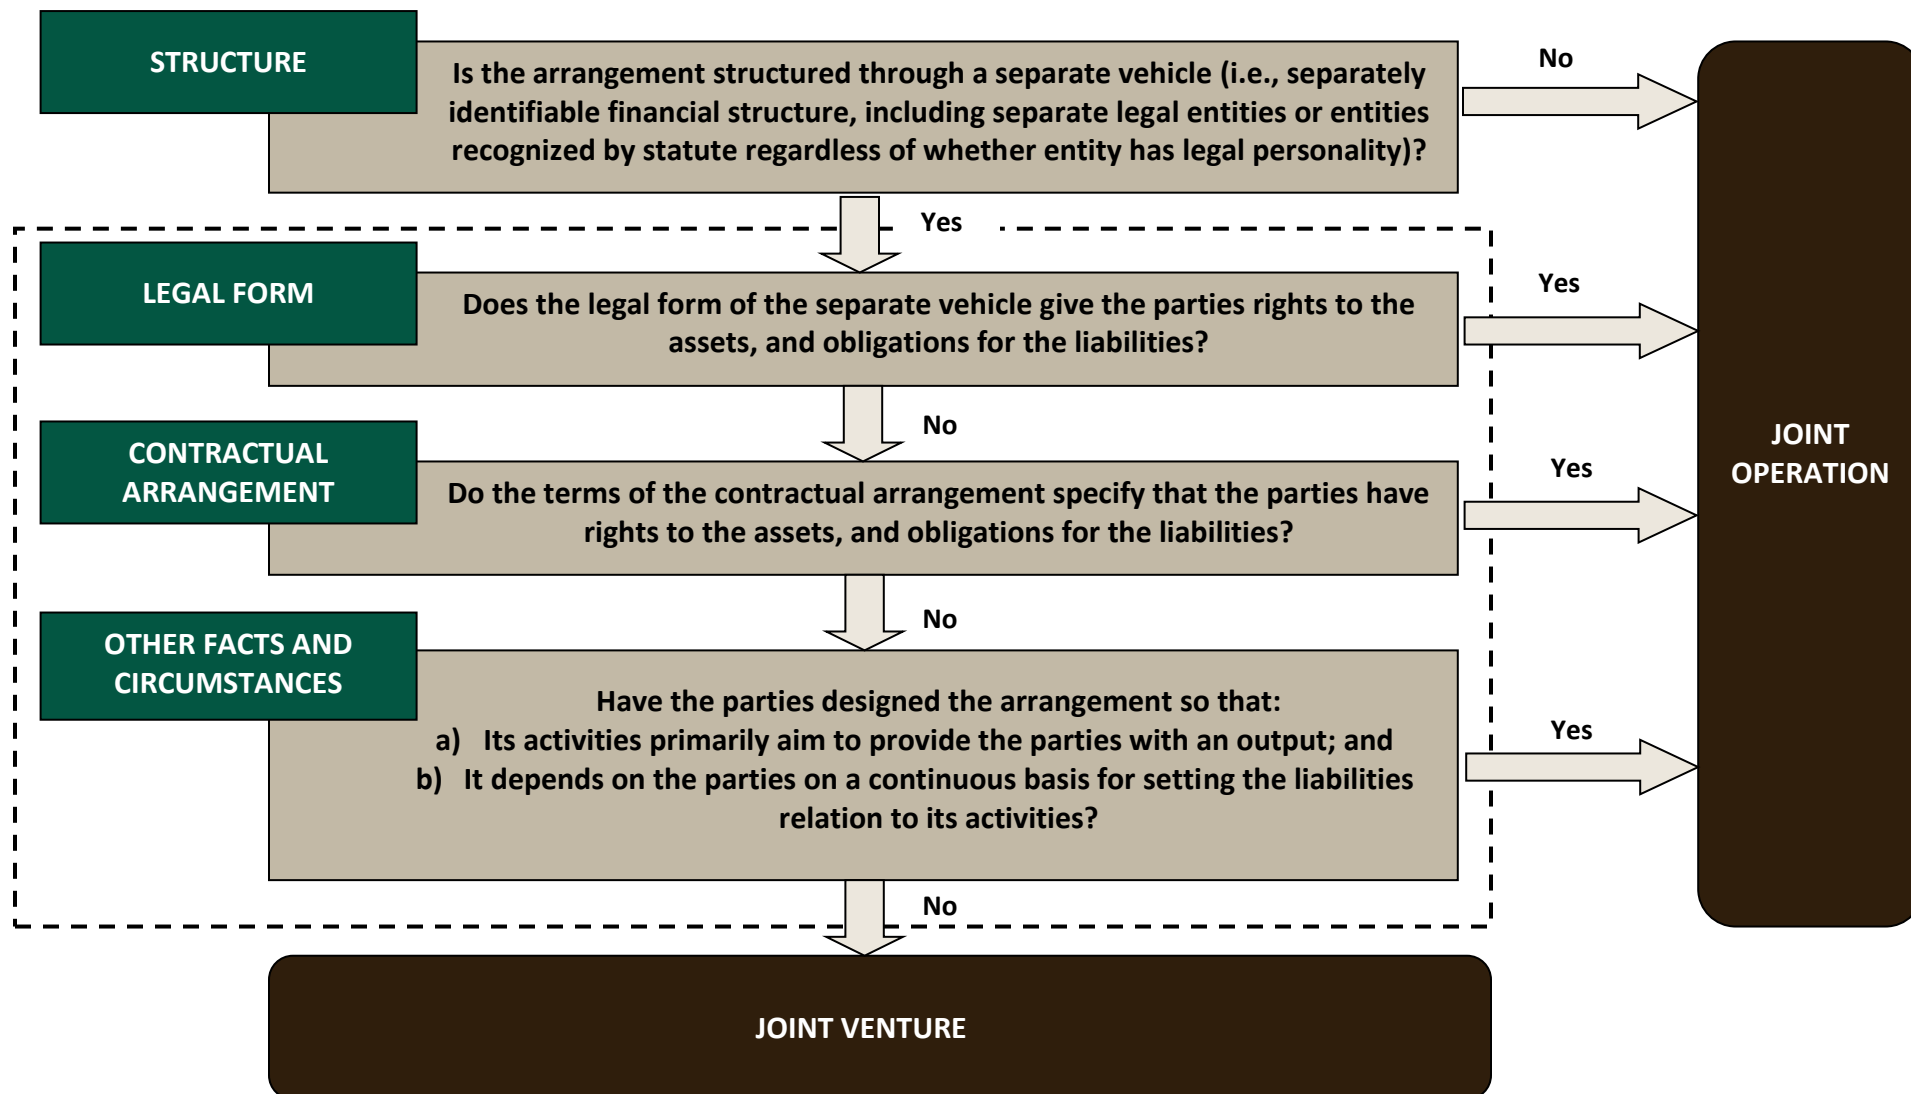 STRUCTURE
Is the arrangement structured through a separate vehicle (i.e., separately
identifiable financial structure, including separate legal entities or entities
recognized by statute regardless of whether entity has legal personality)?
No
Yes
LEGAL FORM
Does the legal form of the separate vehicle give the parties rights to the
assets, and obligations for the liabilities?
Yes
No
CONTRACTUAL
ARRANGEMENT
Do the terms of the contractual arrangement specify that the parties have
rights to the assets, and obligations for the liabilities?
Yes
No
OTHER FACTS AND
CIRCUMSTANCES
Have the parties designed the arrangement so that:
a) Its activities primarily aim to provide the parties with an output; and
b) It depends on the parties on a continuous basis for setting the liabilities
relation to its activities?
Yes
No
JOINT
OPERATION
JOINT VENTURE